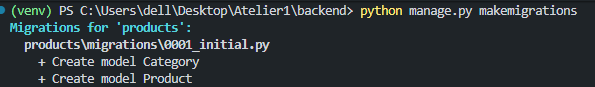 (venv) PS C:\Users\dell\Desktop\Atelier1\backend> python manage.py makemigrations
Migrations for 'products':
  products\migrations\0001_initial.py
    + Create model Category
    + Create model Product